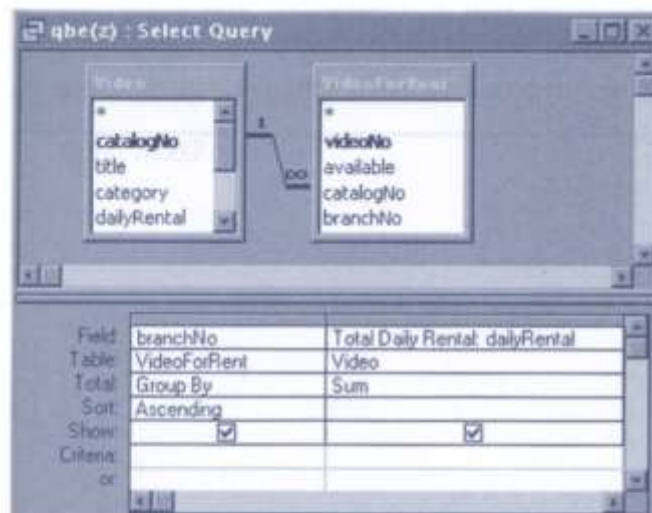 qbe(z) : Select Query
Video
VideoForRent
*
catalogNo
title
category
dailyRental
1
∞
*
videoNo
available
catalogNo
branchNo
Field: branchNo Total Daily Rental: dailyRental
Table: VideoForRent Video
Total: Group By Sum
Sort: Ascending
Show:
Criteria:
or: